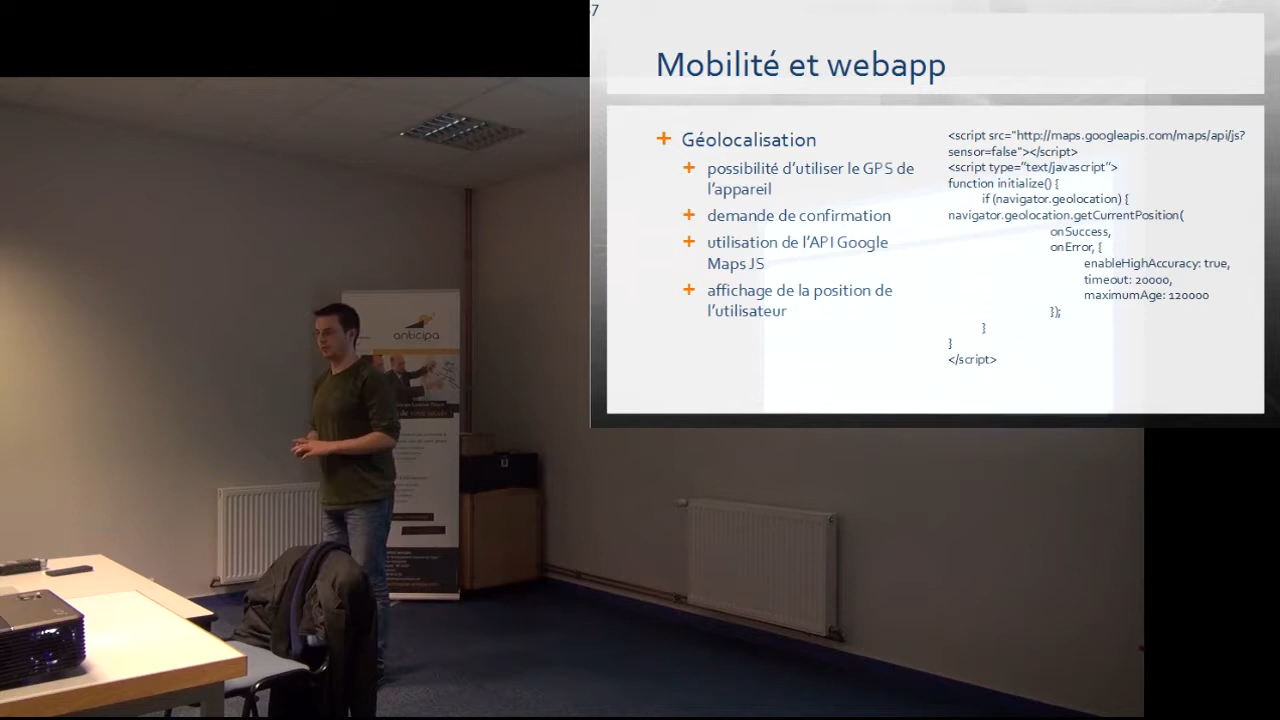 57
Mobilité et webapp
Géolocalisation
possibilité d'utiliser le GPS de
l'appareil
demande de confirmation
utilisation de l'API Google
Maps JS
affichage de la position de
l'utilisateur
<script src="http://maps.googleapis.com/maps/api/js?
sensor=false"></script>
<script type="text/javascript">
function initialize() {
if (navigator.geolocation) {
navigator.geolocation.getCurrentPosition(
onSuccess,
onError, {
enableHighAccuracy: true,
timeout: 20000,
maximumAge: 120000
});
}
}
</script>
anticipa